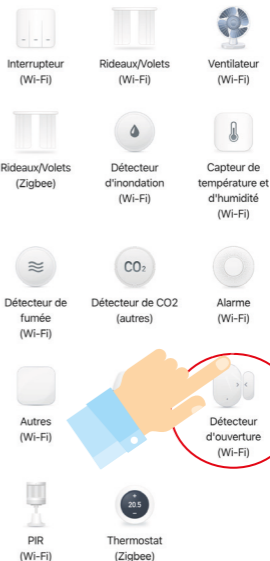 Interrupteur
(Wi-Fi)
Rideaux/Volets
(Wi-Fi)
Ventilateur
(Wi-Fi)
Rideaux/Volets
(Zigbee)
Détecteur
d'inondation
(Wi-Fi)
Capteur de
température et
d'humidité
(Wi-Fi)
CO2
Détecteur de
fumée
(Wi-Fi)
Détecteur de CO2
(autres)
Alarme
(Wi-Fi)
Autres
(Wi-Fi)
Détecteur
d'ouverture
(Wi-Fi)
20.5
PIR
(Wi-Fi)
Thermostat
(Zigbee)